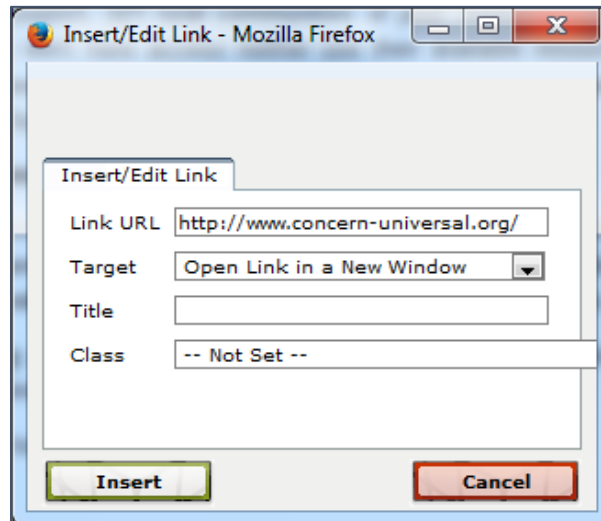 Insert/Edit Link - Mozilla Firefox
Insert/Edit Link
Link URL http://www.concern-universal.org/
Target Open Link in a New Window
Title
Class -- Not Set --
Insert Cancel